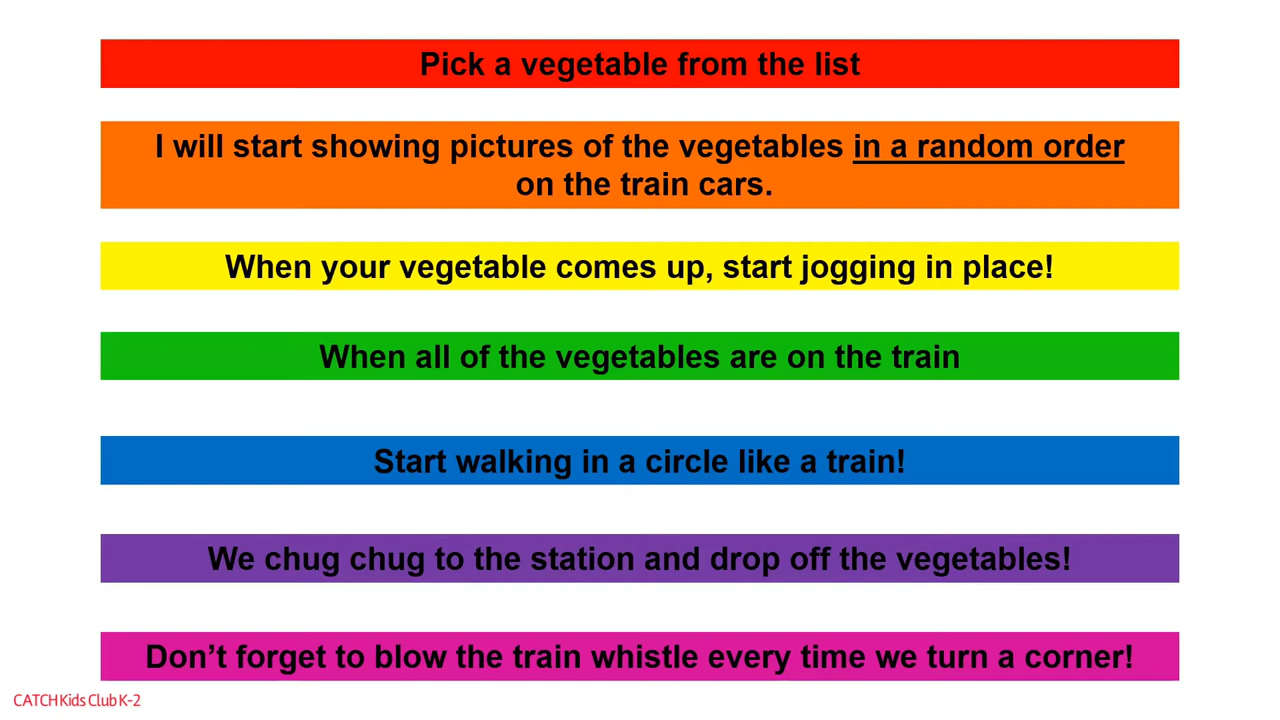 Pick a vegetable from the list
I will start showing pictures of the vegetables in a random order
on the train cars.
When your vegetable comes up, start jogging in place!
When all of the vegetables are on the train
Start walking in a circle like a train!
We chug chug to the station and drop off the vegetables!
Don’t forget to blow the train whistle every time we turn a corner!
CATCH Kids Club K-2